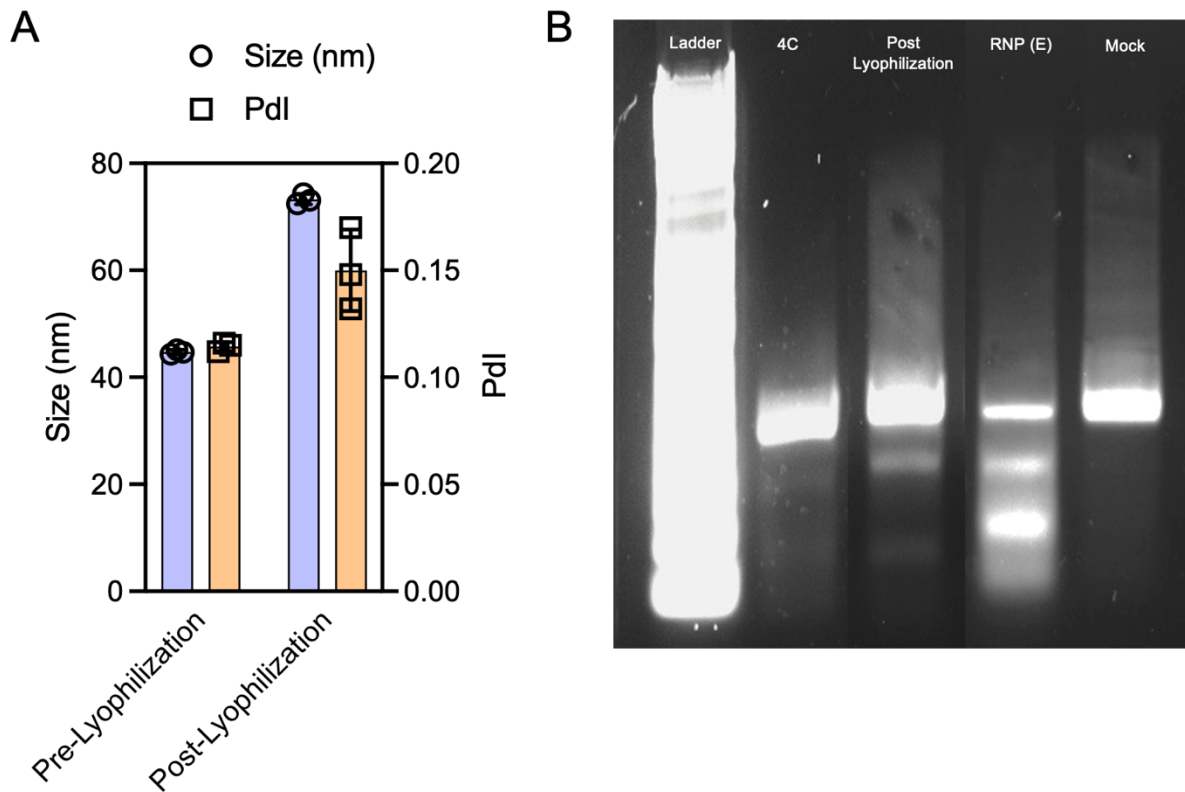 A
Size (nm)
PdI
80
60
40
20
0
Size (nm)
0.20
0.15
0.10
0.05
0.00
PdI
Pre-Lyophilization
Post-Lyophilization
B
Ladder
4C
Post
Lyophilization
RNP (E)
Mock